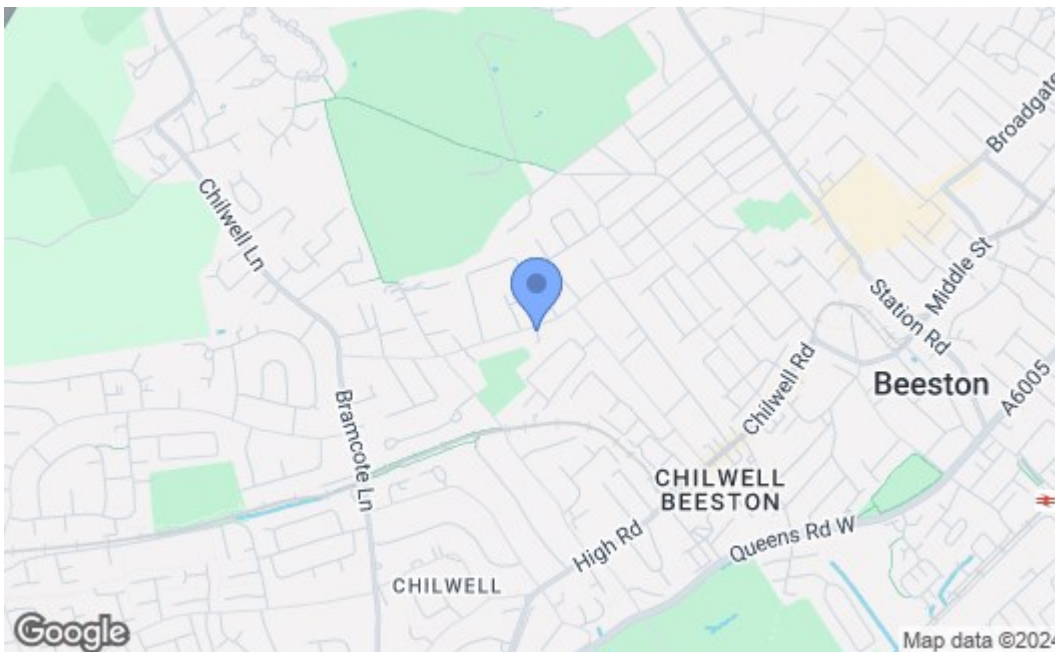 Broadgate
Chilwell Ln
Middle St
Station Rd
Chilwell Rd
Beeston
A6005
Bramcote Ln
CHILWELL
BEESTON
High Rd
Queens Rd W
CHILWELL
Google
Map data ©2024